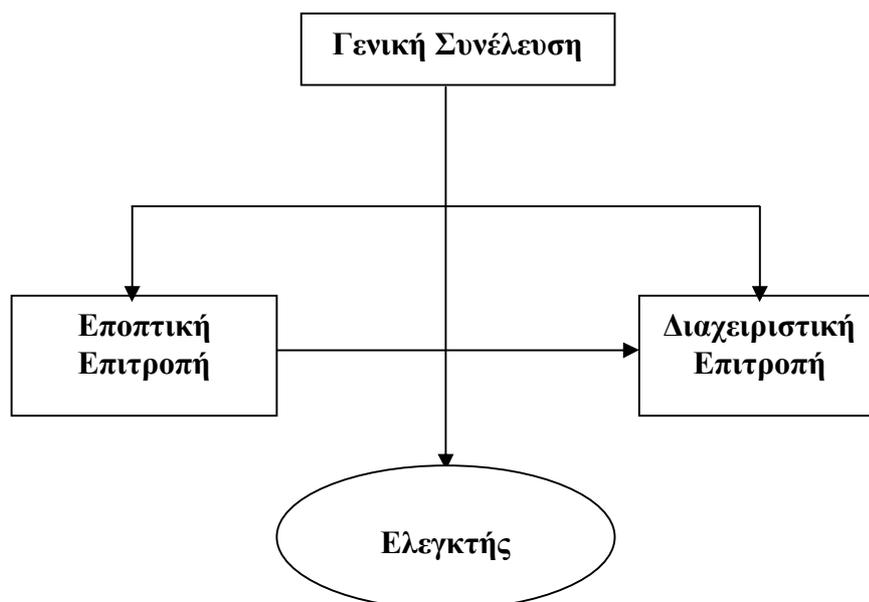 Γενική Συνέλευση
Εποπτική
Επιτροπή
Διαχειριστική
Επιτροπή
Ελεγκτής